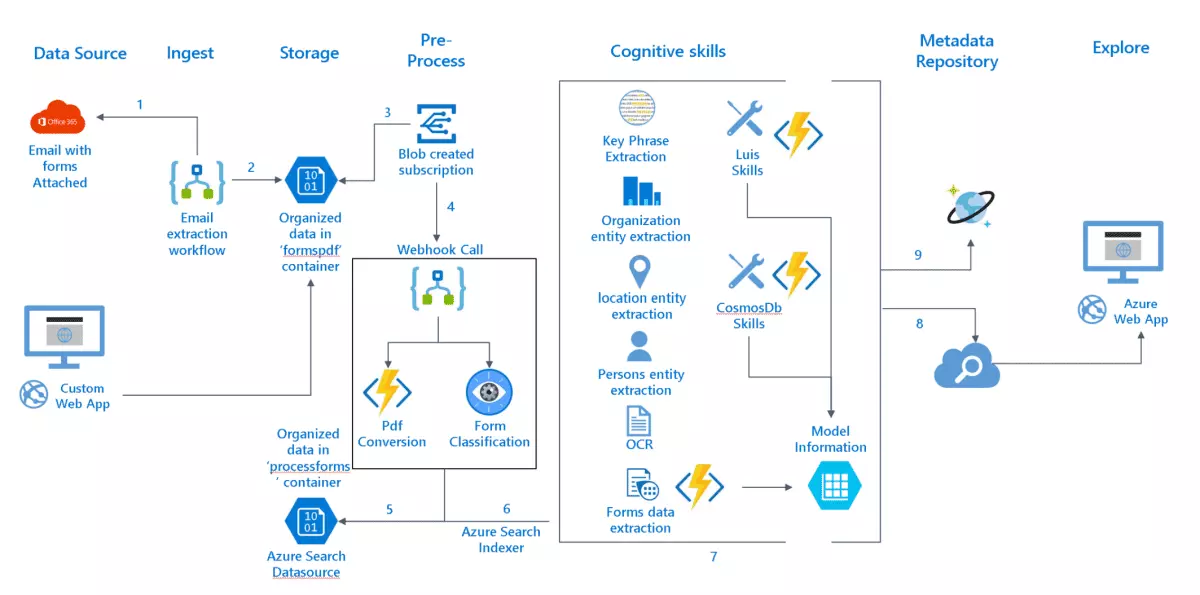 Data Source
Ingest
Storage
Pre-
Process
Cognitive skills
Metadata
Repository
Explore
1
Office 365
Email with
forms
Attached
2
Email
extraction
workflow
10
01
Organized
data in
'formspdf'
container
3
Blob created
subscription
4
Webhook Call
Pdf
Conversion
Form
Classification
Custom
Web App
Organized
data in
'processforms
' container
10
01
Azure Search
Datasource
5
6
Azure Search
Indexer
Key Phrase
Extraction
Organization
entity extraction
location entity
extraction
Persons entity
extraction
OCR
Forms data
extraction
Luis
Skills
CosmosDb
Skills
Model
Information
7
9
8
Azure
Web App